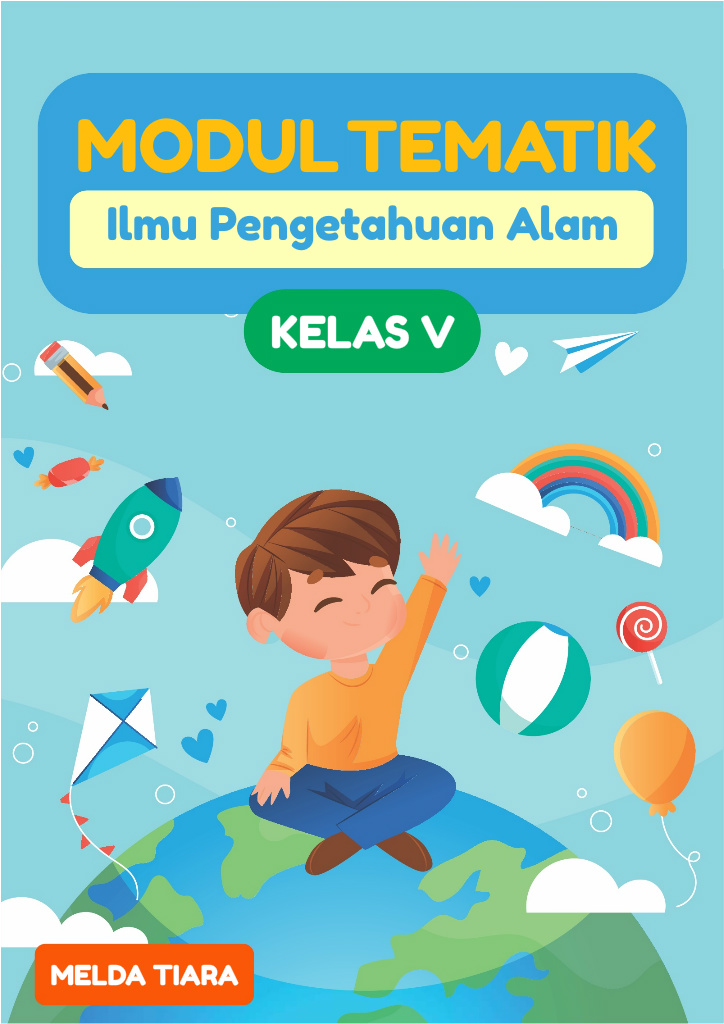 MODUL TEMATIK
Ilmu Pengetahuan Alam
KELAS V
MELDA TIARA